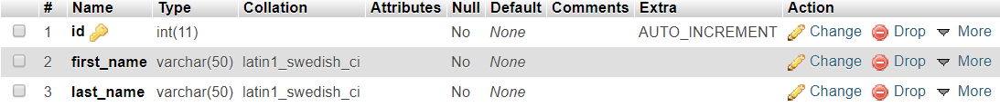 # Name Type Collation Attributes Null Default Comments Extra Action
1 id int(11) No None AUTO_INCREMENT Change Drop More
2 first_name varchar(50) latin1_swedish_ci No None Change Drop More
3 last_name varchar(50) latin1_swedish_ci No None Change Drop More